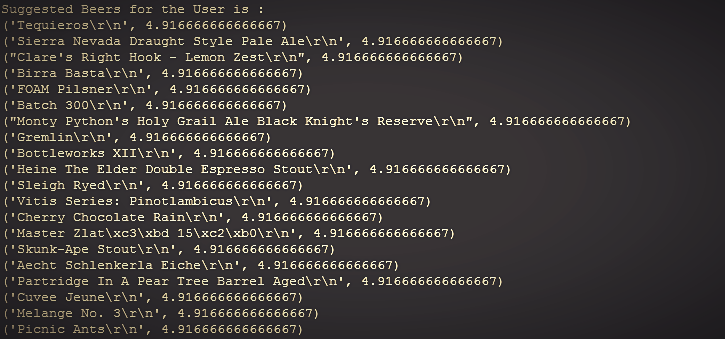 Suggested Beers for the User is :
('Tequieros\r\n', 4.916666666666667)
('Sierra Nevada Draught Style Pale Ale\r\n', 4.916666666666667)
("Clare's Right Hook - Lemon Zest\r\n", 4.916666666666667)
('Birra Basta\r\n', 4.916666666666667)
('FOAM Pilsner\r\n', 4.916666666666667)
('Batch 300\r\n', 4.916666666666667)
("Monty Python's Holy Grail Ale Black Knight's Reserve\r\n", 4.916666666666667)
('Gremlin\r\n', 4.916666666666667)
('Bottleworks XII\r\n', 4.916666666666667)
('Heine The Elder Double Espresso Stout\r\n', 4.916666666666667)
('Sleigh Ryed\r\n', 4.916666666666667)
('Vitis Series: Pinotlambicus\r\n', 4.916666666666667)
('Cherry Chocolate Rain\r\n', 4.916666666666667)
('Master Zlat\xc3\xbd 15\xc2\xb0\r\n', 4.916666666666667)
('Skunk-Ape Stout\r\n', 4.916666666666667)
('Aecht Schlenkerla Eiche\r\n', 4.916666666666667)
('Partridge In A Pear Tree Barrel Aged\r\n', 4.916666666666667)
('Cuvee Jeune\r\n', 4.916666666666667)
('Melange No. 3\r\n', 4.916666666666667)
('Picnic Ants\r\n', 4.916666666666667)